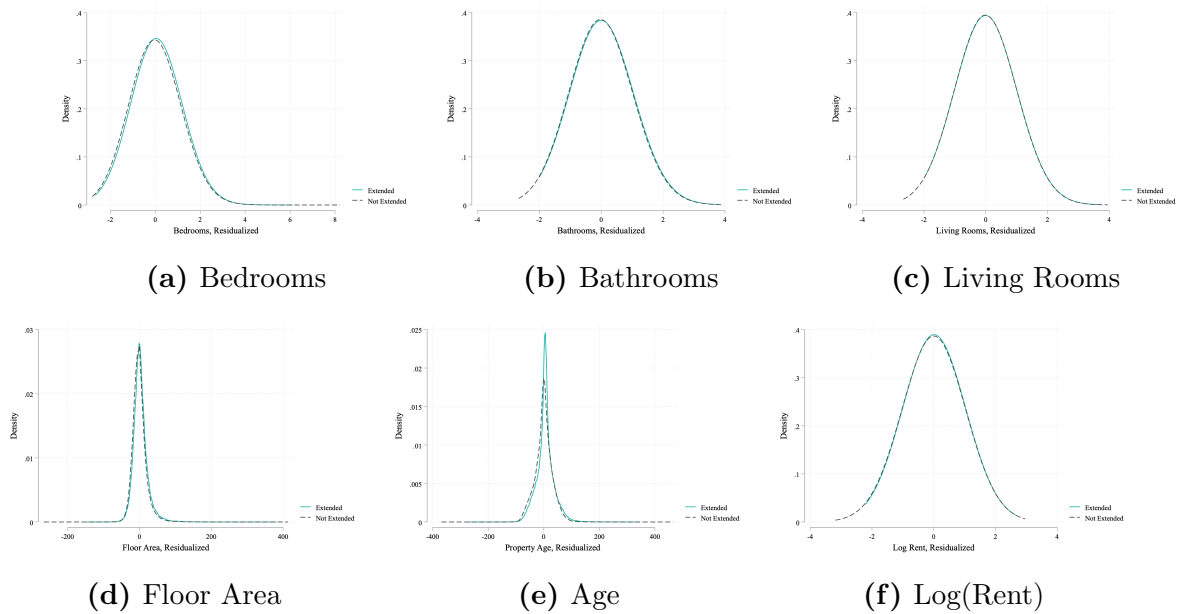 .4
.3
.2
.1
0
Density
-2 0 2 4 6 8
Bedrooms, Residualized
Extended
Not Extended
(a) Bedrooms
.4
.3
.2
.1
0
Density
-4 -2 0 2 4
Bathrooms, Residualized
Extended
Not Extended
(b) Bathrooms
.4
.3
.2
.1
0
Density
-4 -2 0 2 4
Living Rooms, Residualized
Extended
Not Extended
(c) Living Rooms
.03
.02
.01
0
Density
-200 0 200 400
Floor Area, Residualized
Extended
Not Extended
(d) Floor Area
.025
.02
.015
.01
.005
0
Density
-400 -200 0 200 400
Property Age, Residualized
Extended
Not Extended
(e) Age
.4
.3
.2
.1
0
Density
-4 -2 0 2 4
Log Rent, Residualized
Extended
Not Extended
(f) Log(Rent)